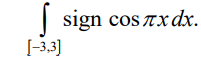 ∫ sign cos πx dx.
[−3,3]